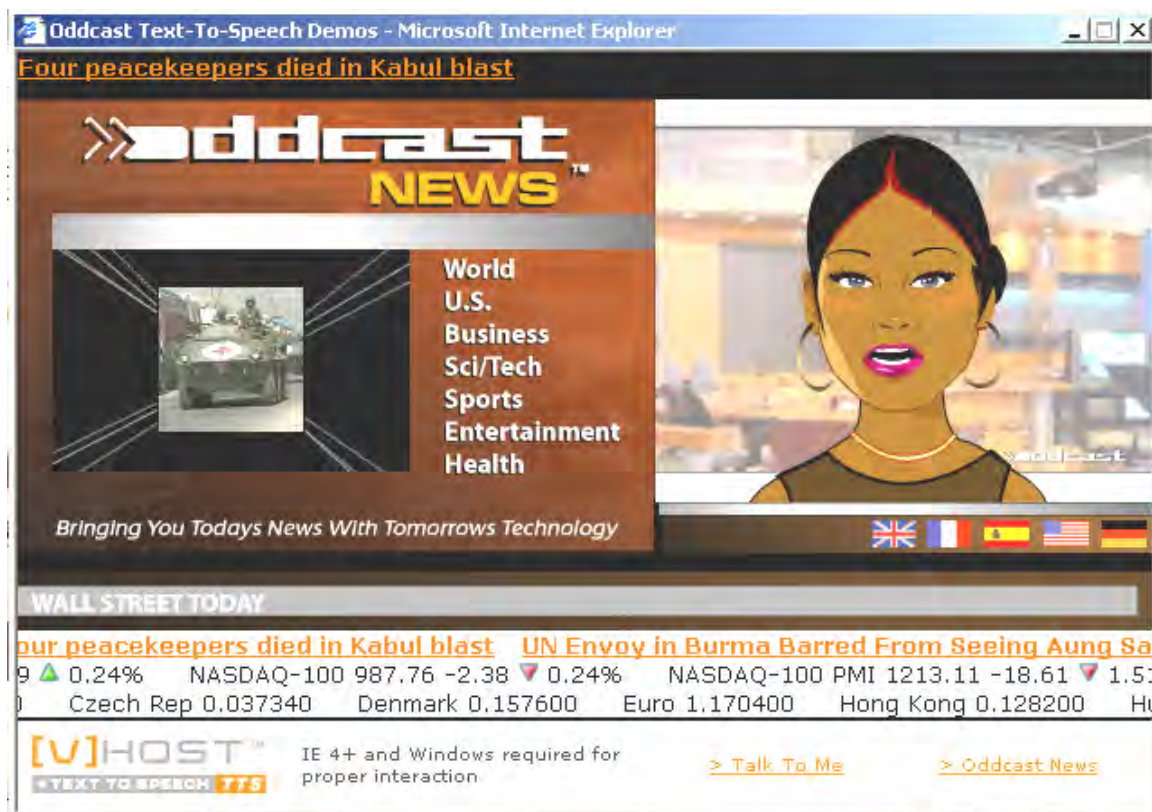 Oddcast Text-To-Speech Demos - Microsoft Internet Explorer
Four peacekeepers died in Kabul blast
oddcast
NEWS™
World
U.S.
Business
Sci/Tech
Sports
Entertainment
Health
oddcast
Bringing You Todays News With Tomorrows Technology
WALL STREET TODAY
our peacekeepers died in Kabul blast UN Envoy in Burma Barred From Seeing Aung Sa
9 0.24% NASDAQ-100 987.76 -2.38 0.24% NASDAQ-100 PMI 1213.11 -18.61 1.51
Czech Rep 0.037340 Denmark 0.157600 Euro 1.170400 Hong Kong 0.128200 Hu
[V]HOST™
TEXT TO SPEECH TTS
IE 4+ and Windows required for
proper interaction
> Talk To Me > Oddcast News